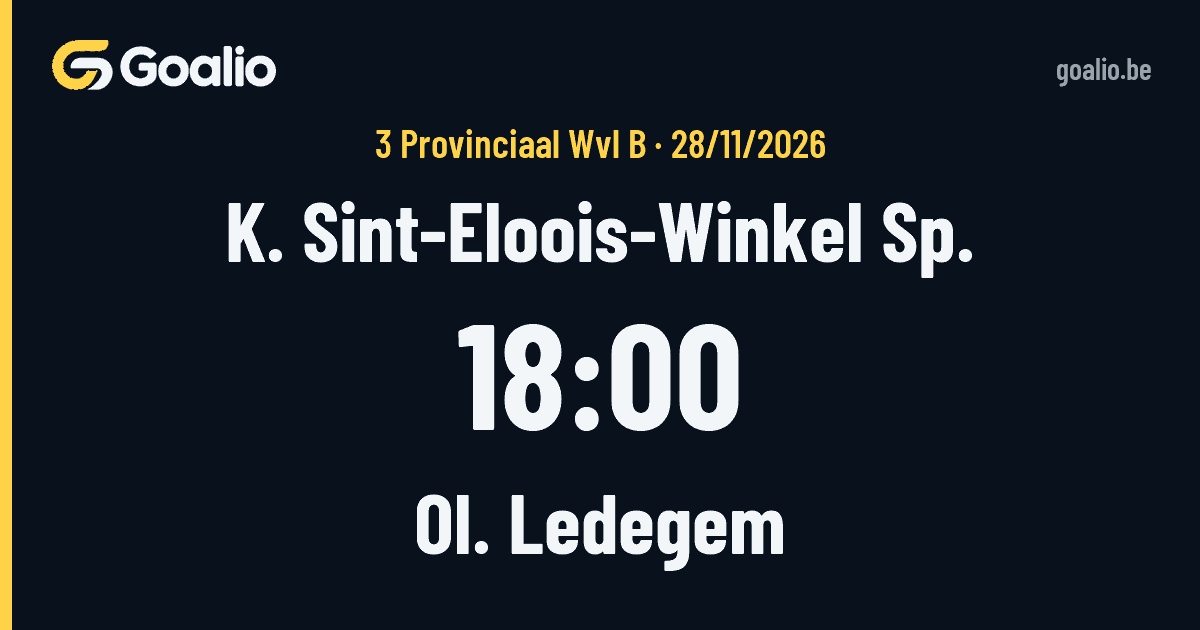 Goalio
goalio.be
3 Provinciaal Wvl B · 28/11/2026
K. Sint-Eloois-Winkel Sp.
18:00
Ol. Ledegem